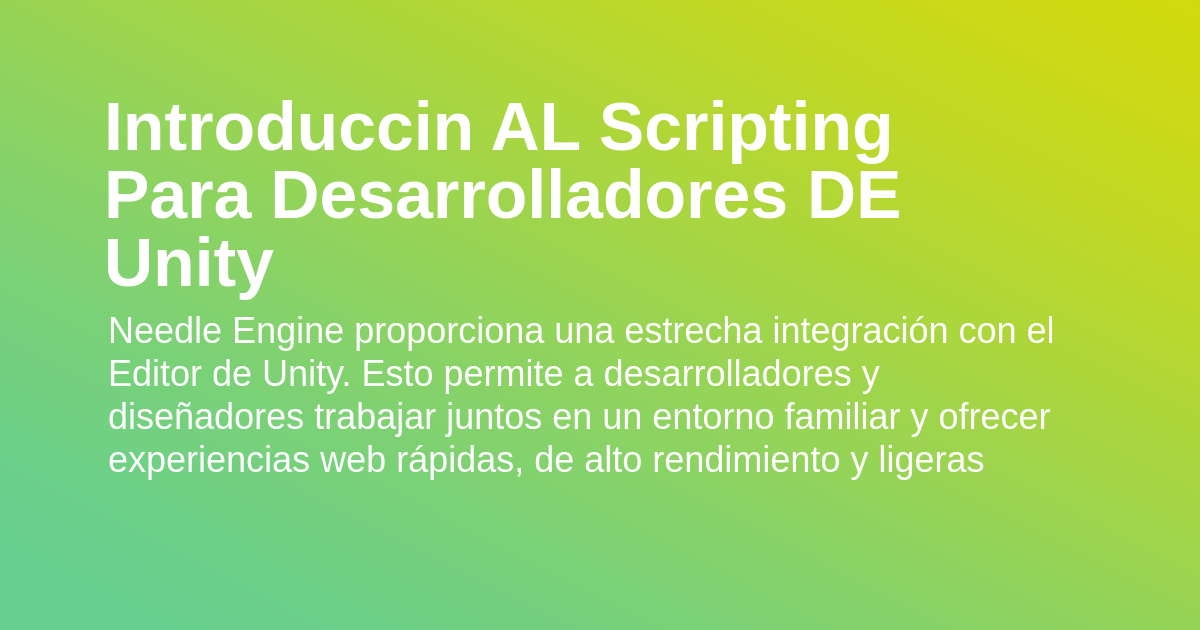 Introduccin AL Scripting
Para Desarrolladores DE
Unity
Needle Engine proporciona una estrecha integración con el
Editor de Unity. Esto permite a desarrolladores y
diseñadores trabajar juntos en un entorno familiar y ofrecer
experiencias web rápidas, de alto rendimiento y ligeras